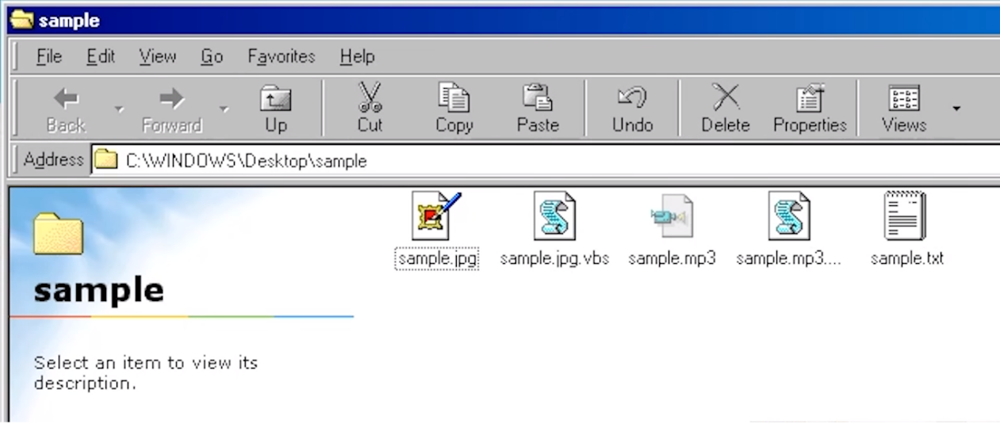 sample
File Edit View Go Favorites Help
Back Forward Up Cut Copy Paste Undo Delete Properties Views
Address C:\WINDOWS\Desktop\sample
sample.jpg sample.jpg.vbs sample.mp3 sample.mp3.... sample.txt
sample
Select an item to view its
description.